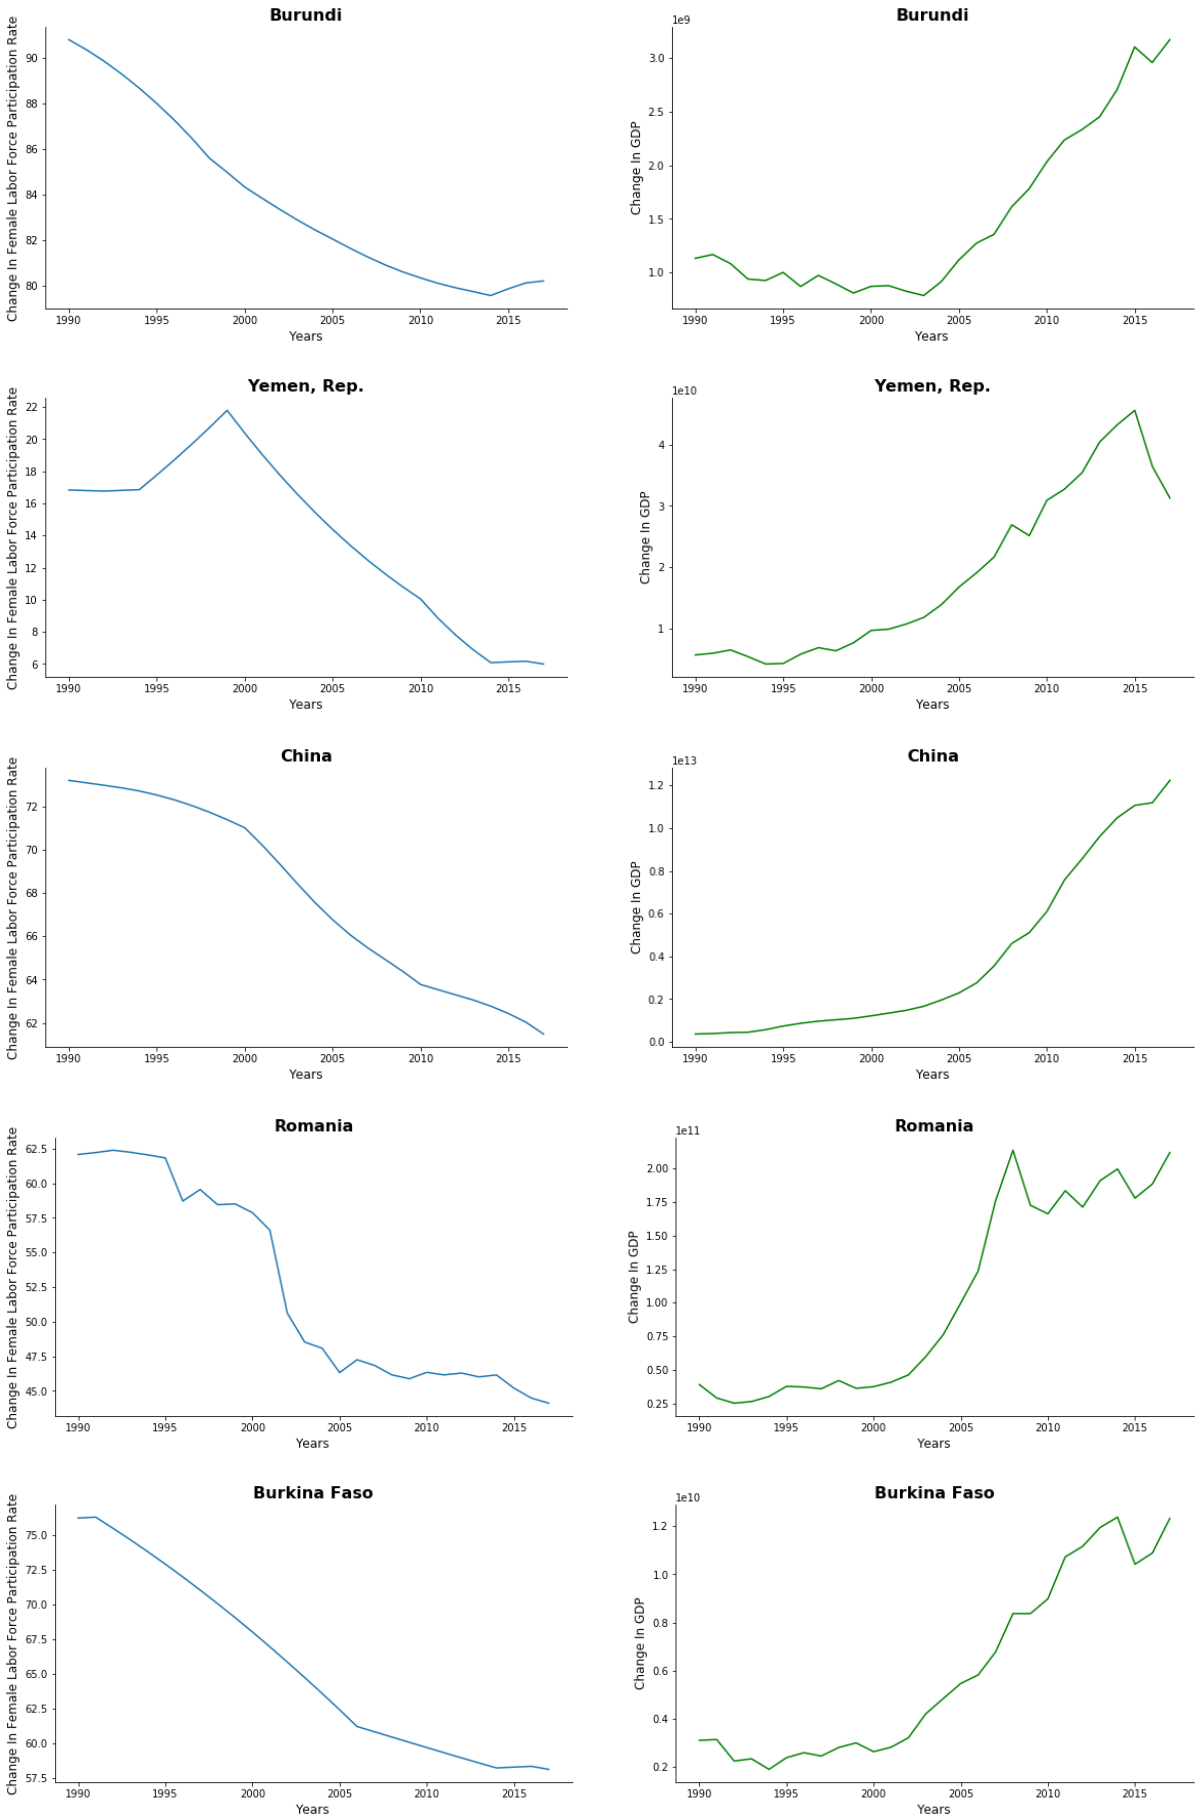 Burundi
Change In Female Labor Force Participation Rate
90
88
86
84
82
80
1990 1995 2000 2005 2010 2015
Years
Burundi
1e9
Change In GDP
3.0
2.5
2.0
1.5
1.0
1990 1995 2000 2005 2010 2015
Years
Yemen, Rep.
Change In Female Labor Force Participation Rate
22
20
18
16
14
12
10
8
6
1990 1995 2000 2005 2010 2015
Years
Yemen, Rep.
1e10
Change In GDP
4
3
2
1
1990 1995 2000 2005 2010 2015
Years
China
Change In Female Labor Force Participation Rate
72
70
68
66
64
62
1990 1995 2000 2005 2010 2015
Years
China
1e13
Change In GDP
1.2
1.0
0.8
0.6
0.4
0.2
0.0
1990 1995 2000 2005 2010 2015
Years
Romania
Change In Female Labor Force Participation Rate
62.5
60.0
57.5
55.0
52.5
50.0
47.5
45.0
1990 1995 2000 2005 2010 2015
Years
Romania
1e11
Change In GDP
2.00
1.75
1.50
1.25
1.00
0.75
0.50
0.25
1990 1995 2000 2005 2010 2015
Years
Burkina Faso
Change In Female Labor Force Participation Rate
75.0
72.5
70.0
67.5
65.0
62.5
60.0
57.5
1990 1995 2000 2005 2010 2015
Years
Burkina Faso
1e10
Change In GDP
1.2
1.0
0.8
0.6
0.4
0.2
1990 1995 2000 2005 2010 2015
Years